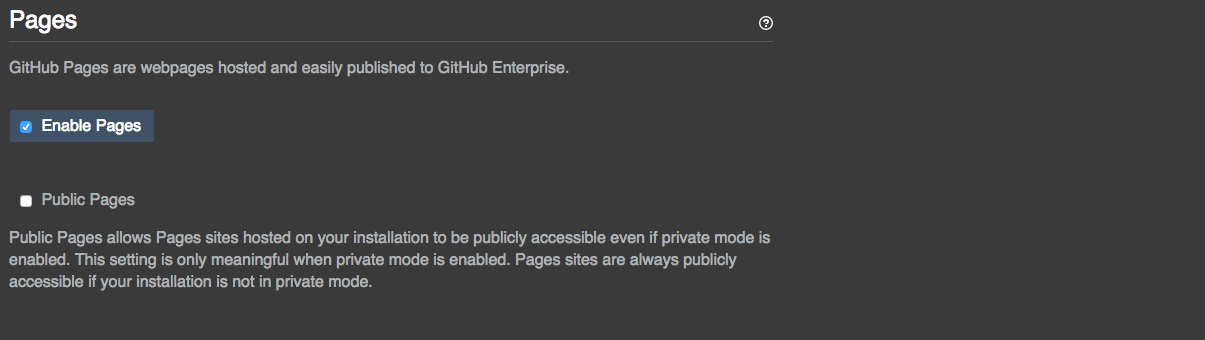 Pages
GitHub Pages are webpages hosted and easily published to GitHub Enterprise.
Enable Pages
Public Pages
Public Pages allows Pages sites hosted on your installation to be publicly accessible even if private mode is
enabled. This setting is only meaningful when private mode is enabled. Pages sites are always publicly
accessible if your installation is not in private mode.